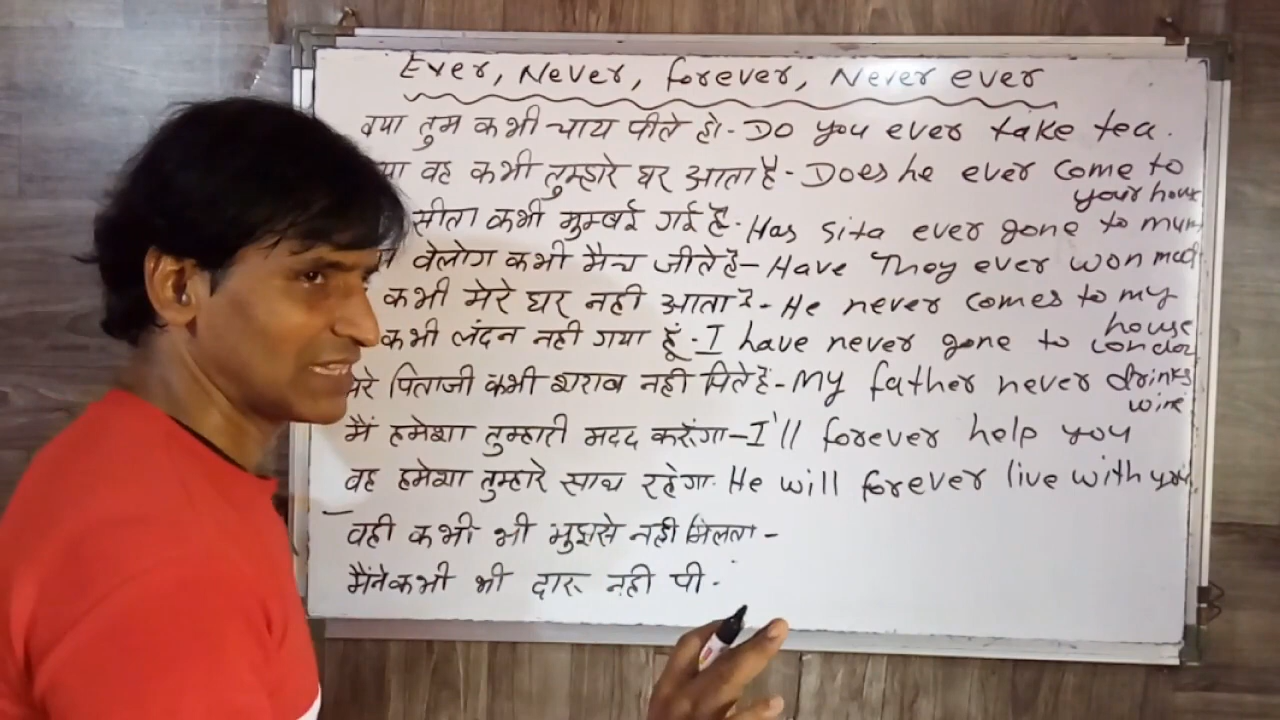 Ever, Never, forever, Never ever
क्या तुम कभी चाय पीते हो - Do you ever take tea.
वह कभी तुम्हारे घर आता है - Does he ever come to
your hous
सीता कभी मुम्बई गई है - Has sita ever gone to mum
वेलोग कभी मैच जीते है - Have They ever won
कभी मेरे घर नही आता है - He never comes to my
house
कभी लंदन नही गया हूं - I have never gone to London
पिताजी कभी शराब नही पिते हैं - My father never drinks
wine
मैं हमेशा तुम्हारी मदद करूंगा - I'll forever help you
वह हमेशा तुम्हारे साथ रहेगा. He will forever live with you
वही कभी भी मुझसे नही मिलता -
मैंने कभी भी दारू नही पी -